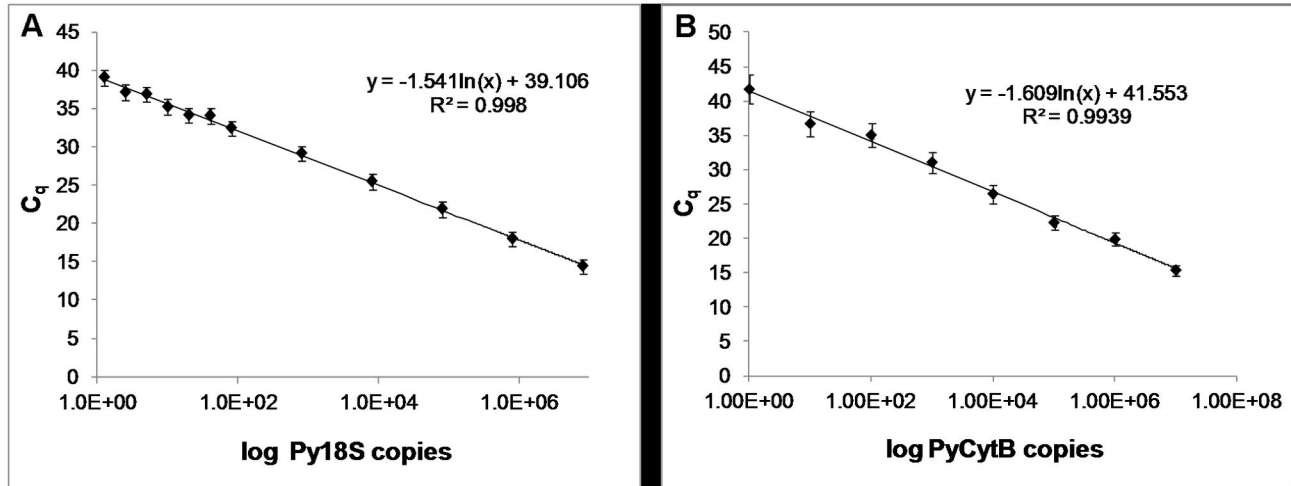 A
45
40
35
30
25
20
15
10
5
0
Cq
y = -1.541ln(x) + 39.106
R² = 0.998
1.0E+00 1.0E+02 1.0E+04 1.0E+06
log Py18S copies
B
50
45
40
35
30
25
20
15
10
5
0
Cq
y = -1.609ln(x) + 41.553
R² = 0.9939
1.00E+00 1.00E+02 1.00E+04 1.00E+06 1.00E+08
log PyCytB copies